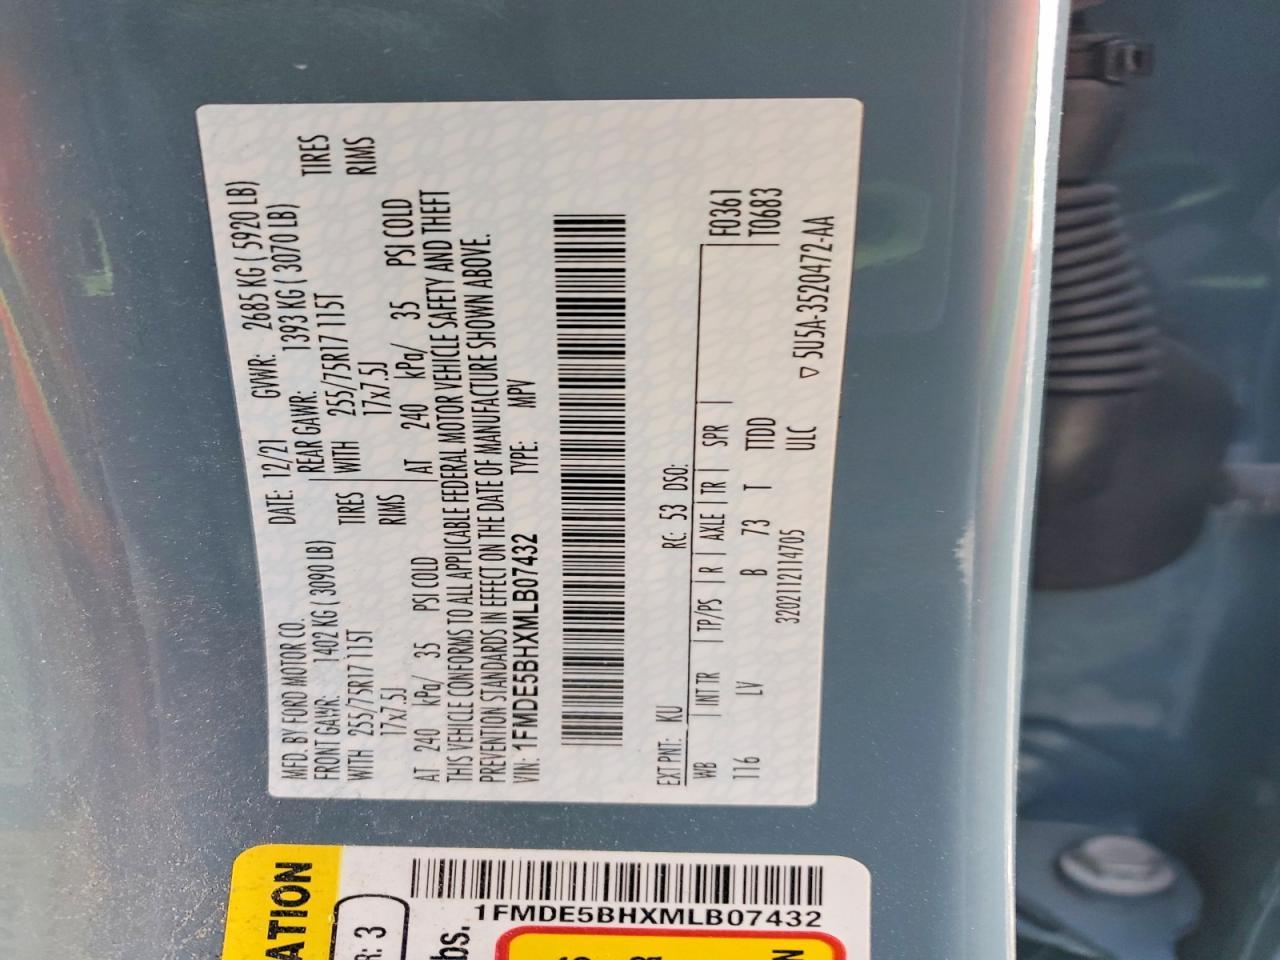 MFD. BY FORD MOTOR CO.
DATE: 12/21 GVWR: 2685 KG ( 5920 LB)
FRONT GAWR: 1402 KG ( 3090 LB) REAR GAWR: 1393 KG ( 3070 LB)
WITH 255/75R17 115T TIRES WITH 255/75R17 115T TIRES
17x7.5J RIMS 17x7.5J RIMS
AT 240 kPa/ 35 PSI COLD AT 240 kPa/ 35 PSI COLD
THIS VEHICLE CONFORMS TO ALL APPLICABLE FEDERAL MOTOR VEHICLE SAFETY AND THEFT
PREVENTION STANDARDS IN EFFECT ON THE DATE OF MANUFACTURE SHOWN ABOVE.
VIN: 1FMDE5BHXMLB07432 TYPE: MPV
EXT PNT: KU RC: 53 DSO:
WB INT TR TP/PS R AXLE TR SPR F0361
116 LV B 73 T TTDD T0683
3202112114705 ULC ▽ 5U5A-3520472-AA
ATION
R: 3
bs.
1FMDE5BHXMLB07432